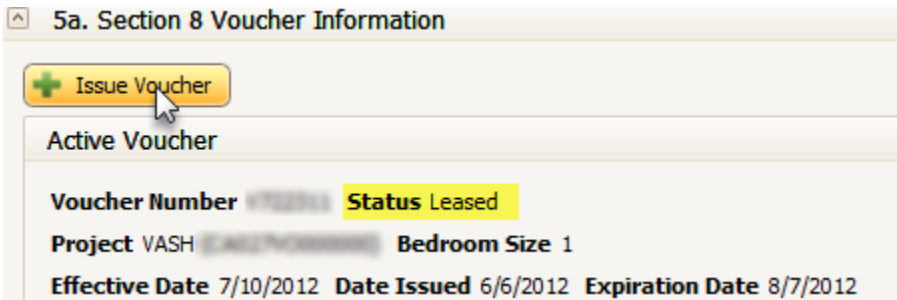 5a. Section 8 Voucher Information
Issue Voucher
Active Voucher
Voucher Number Status Leased
Project VASH Bedroom Size 1
Effective Date 7/10/2012 Date Issued 6/6/2012 Expiration Date 8/7/2012